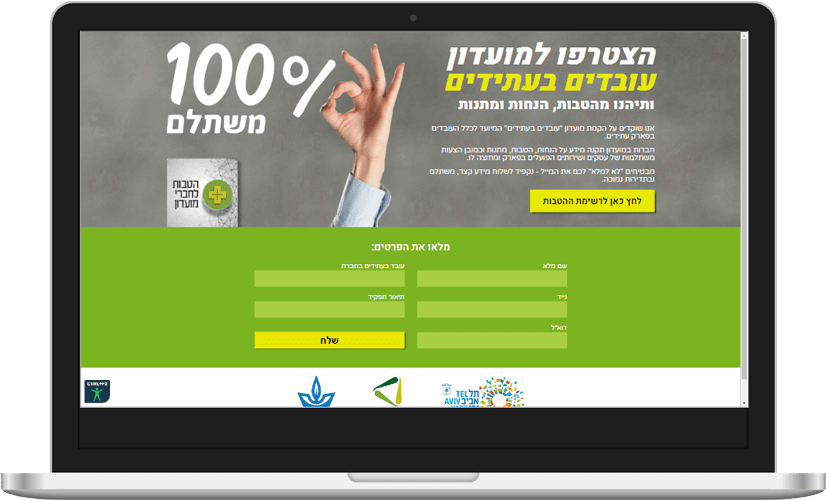 100%
משתלם
הטבות
לחברי
מועדון
הצטרפו למועדון
עובדים בעתידים
ותיהנו מהטבות, הנחות ומתנות
אנו שוקדים על הקמת מועדון "עובדים בעתידים" המיועד לכלל העובדים
בפארק עתידים.
חברות במועדון תקנה מידע על הנחות, הטבות, מתנות וכמובן הצעות
משתלמות של עסקים ושירותים הפועלים בפארק ומחוצה לו.
מבטיחים "לא למלא" לכם את המייל - נקפיד לשלוח מידע קצר, משתלם
ובתדירות נמוכה.
לחץ כאן לרשימת ההטבות
מלאו את הפרטים:
שם מלא
עובד בעתידים בחברת
נייד
תיאור תפקיד
דוא"ל
שלח
תל
TEL
אביב
AVIV